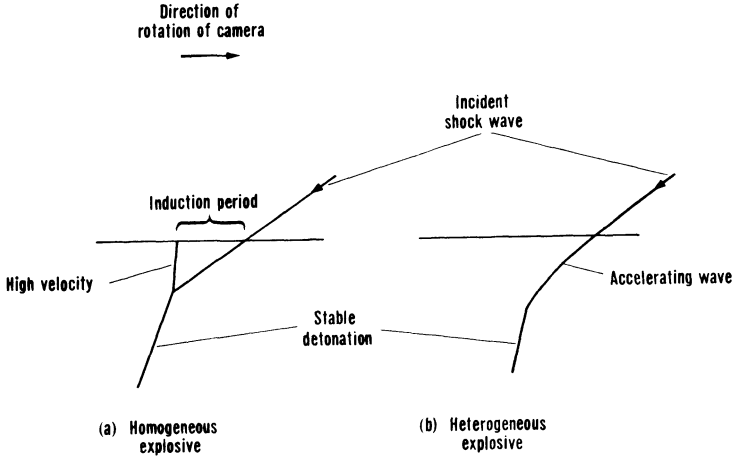 Direction of
rotation of camera
Incident
shock wave
Induction period
High velocity
Accelerating wave
Stable
detonation
(a) Homogeneous
explosive
(b) Heterogeneous
explosive